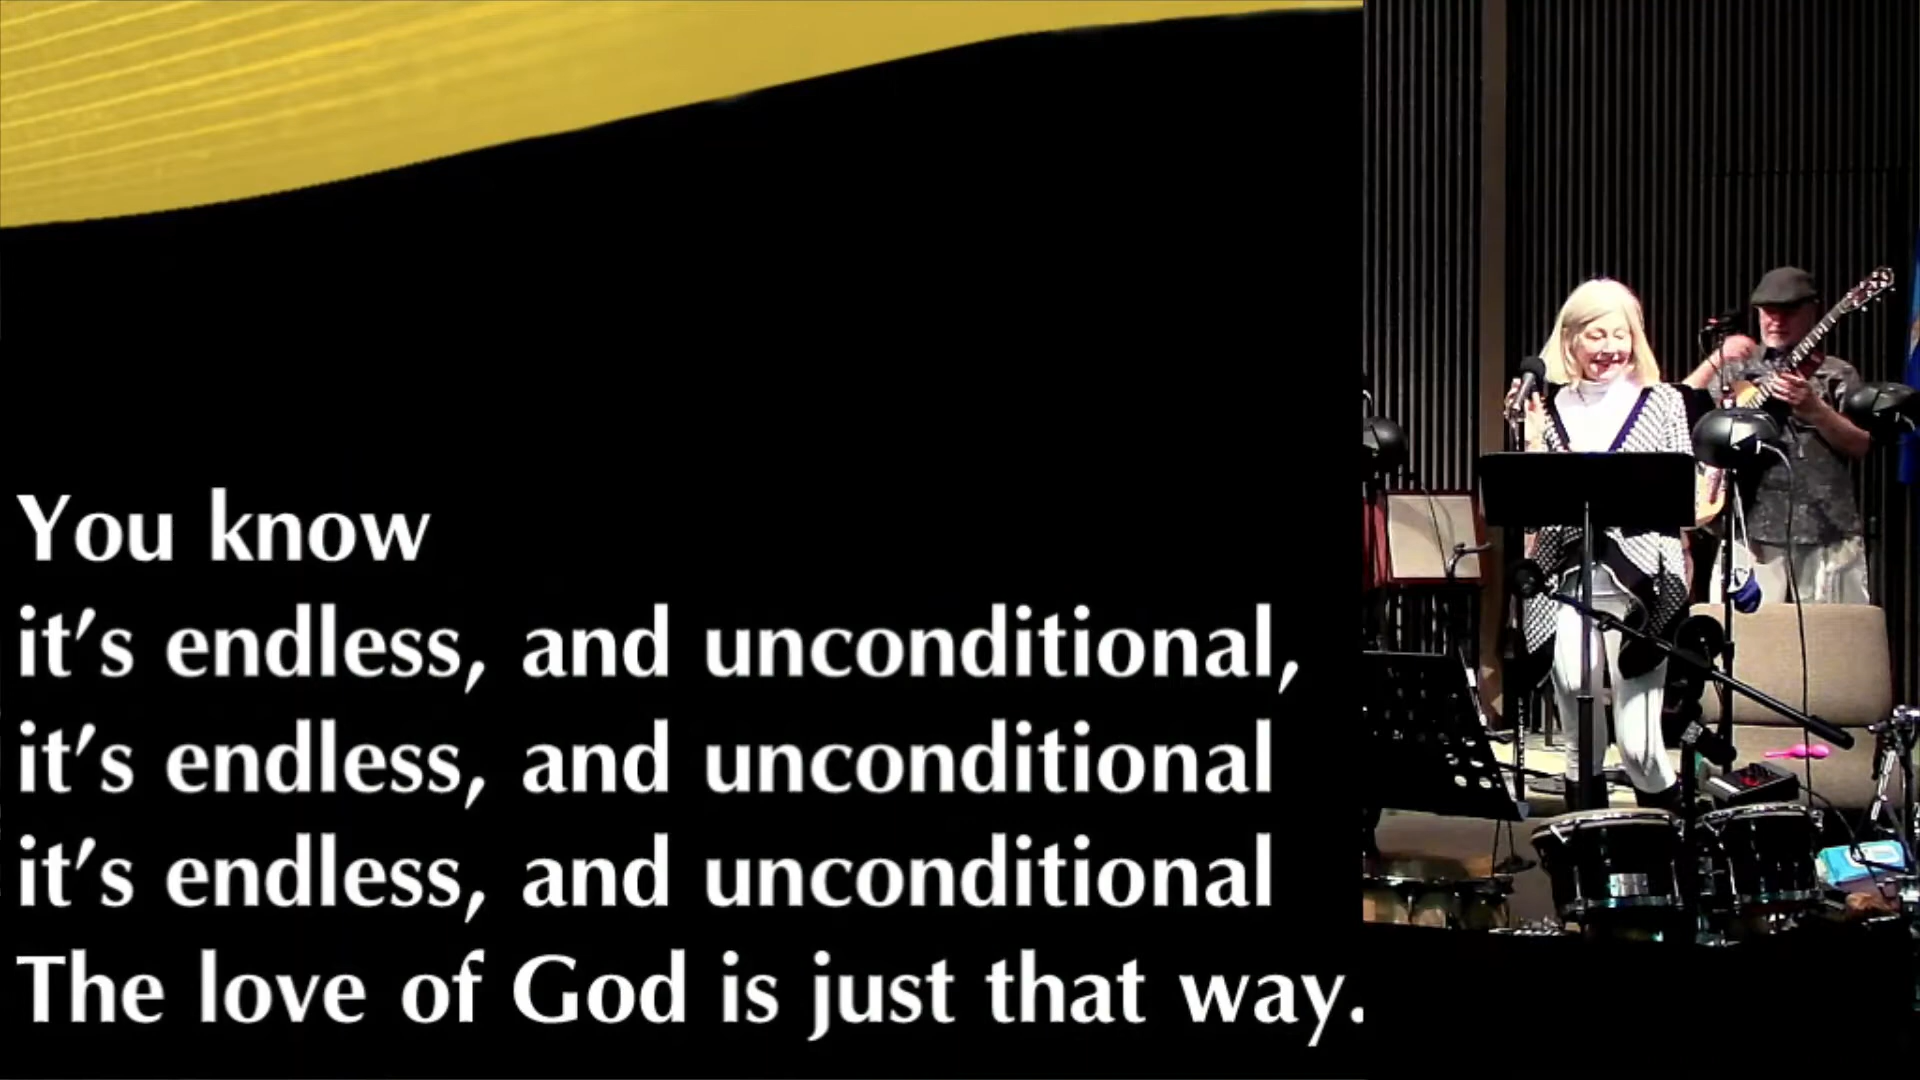 You know
it's endless, and unconditional,
it's endless, and unconditional
it's endless, and unconditional
The love of God is just that way.